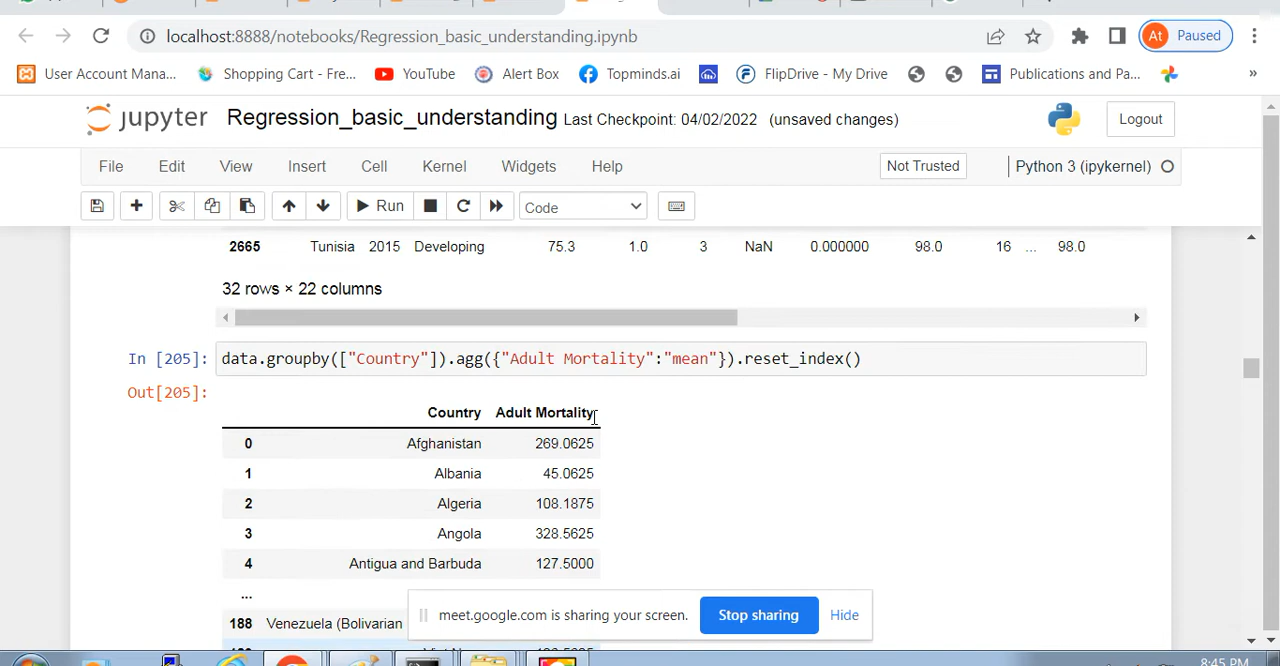 localhost:8888/notebooks/Regression_basic_understanding.ipynb
At Paused
User Account Mana... Shopping Cart - Fre... YouTube Alert Box Topminds.ai FlipDrive - My Drive Publications and Pa... »
jupyter Regression_basic_understanding Last Checkpoint: 04/02/2022 (unsaved changes) Logout
File Edit View Insert Cell Kernel Widgets Help Not Trusted Python 3 (ipykernel)
Run Code
2665 Tunisia 2015 Developing 75.3 1.0 3 NaN 0.000000 98.0 16 ... 98.0
32 rows × 22 columns
In [205]: data.groupby(["Country"]).agg({"Adult Mortality":"mean"}).reset_index()
Out[205]:
Country Adult Mortality
0 Afghanistan 269.0625
1 Albania 45.0625
2 Algeria 108.1875
3 Angola 328.5625
4 Antigua and Barbuda 127.5000
...
188 Venezuela (Bolivarian
meet.google.com is sharing your screen. Stop sharing Hide
8:45 PM